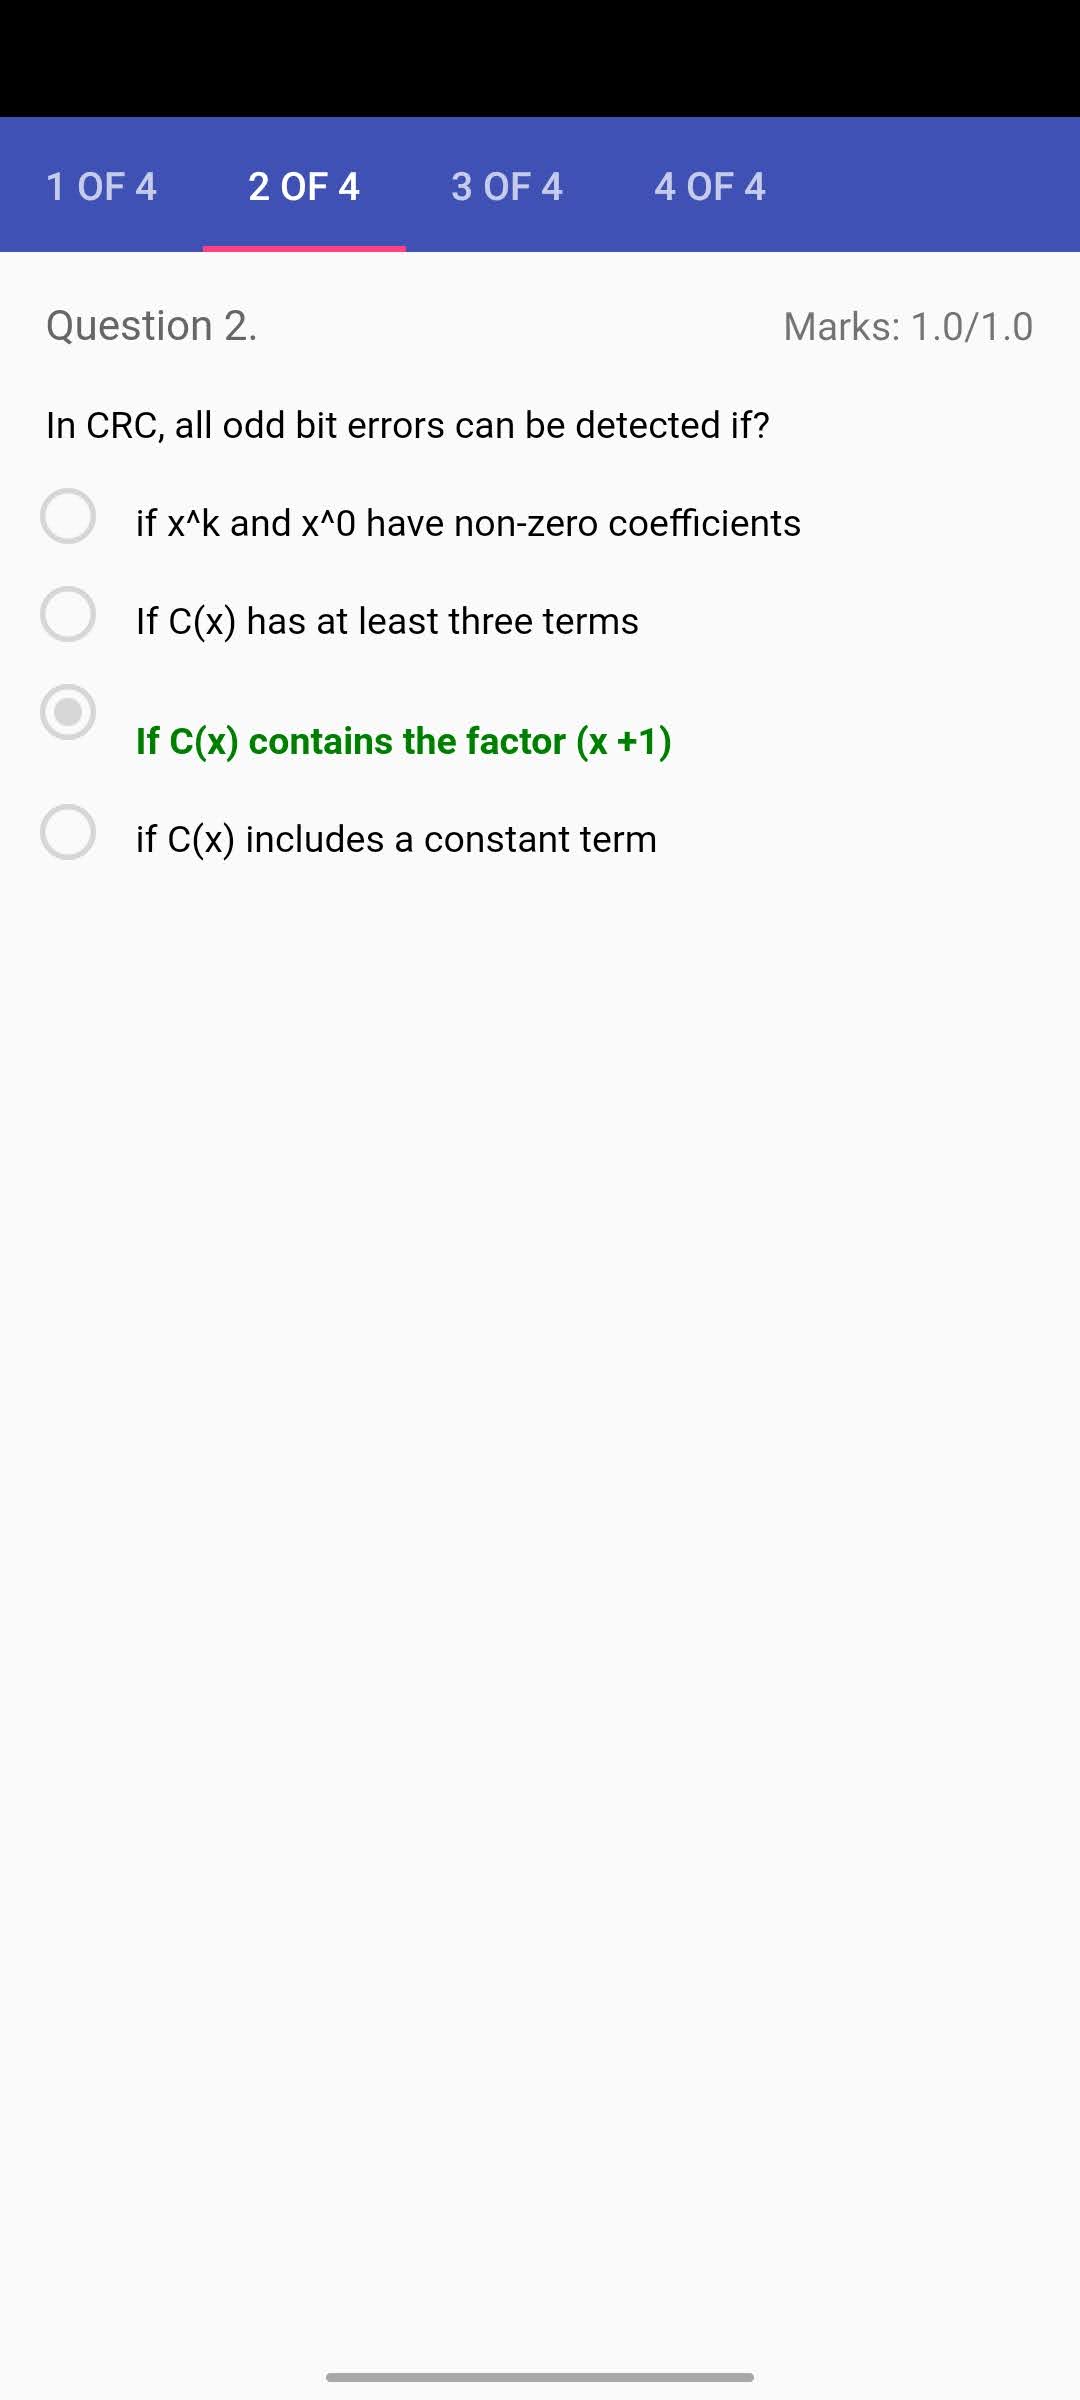 1 OF 4 2 OF 4 3 OF 4 4 OF 4
Question 2. Marks: 1.0/1.0
In CRC, all odd bit errors can be detected if?
if x^k and x^0 have non-zero coefficients
If C(x) has at least three terms
If C(x) contains the factor (x +1)
if C(x) includes a constant term